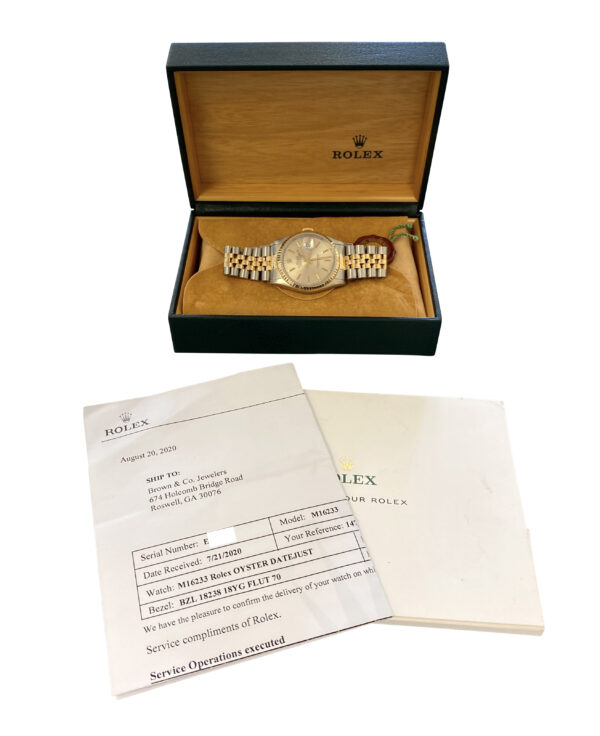 ROLEX
ROLEX
August 20, 2020
SHIP TO:
Brown & Co. Jewelers
674 Holcomb Bridge Road
Roswell, GA 30076
Serial Number: E
Model: M16233
Date Received: 7/21/2020
Your Reference: 14
Watch: M16233 Rolex OYSTER DATEJUST
Bezel: BZL 18238 18YG FLUT 70
We have the pleasure to confirm the delivery of your watch on
Service compliments of Rolex.
Service Operations executed
OLEX
OUR ROLEX